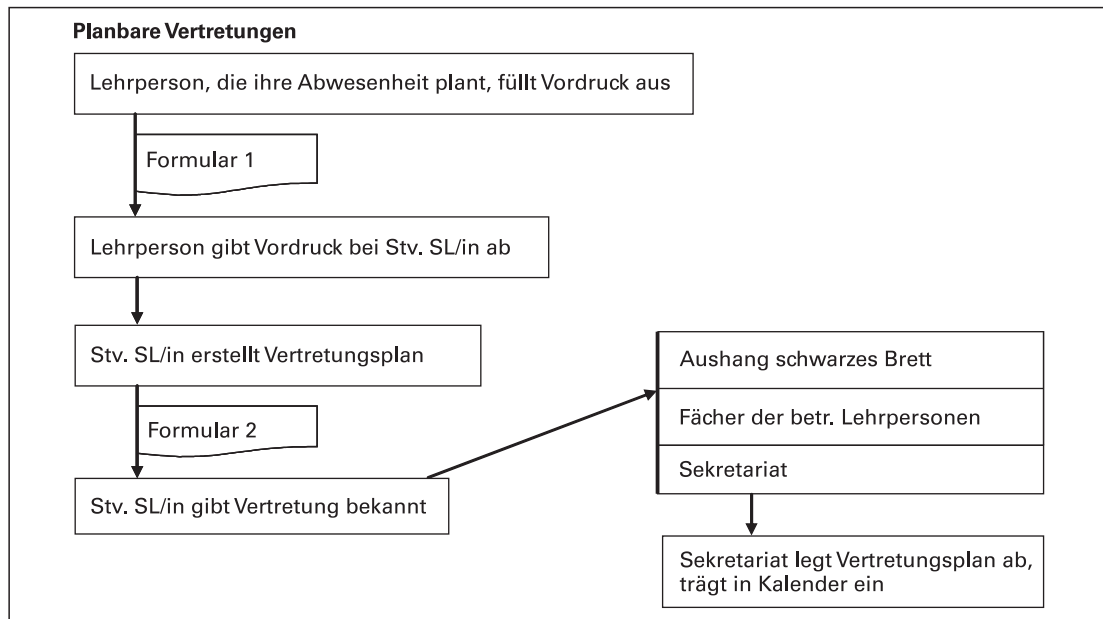 Planbare Vertretungen
Lehrperson, die ihre Abwesenheit plant, füllt Vordruck aus
Formular 1
Lehrperson gibt Vordruck bei Stv. SL/in ab
Stv. SL/in erstellt Vertretungsplan
Formular 2
Stv. SL/in gibt Vertretung bekannt
Aushang schwarzes Brett
Fächer der betr. Lehrpersonen
Sekretariat
Sekretariat legt Vertretungsplan ab,
trägt in Kalender ein